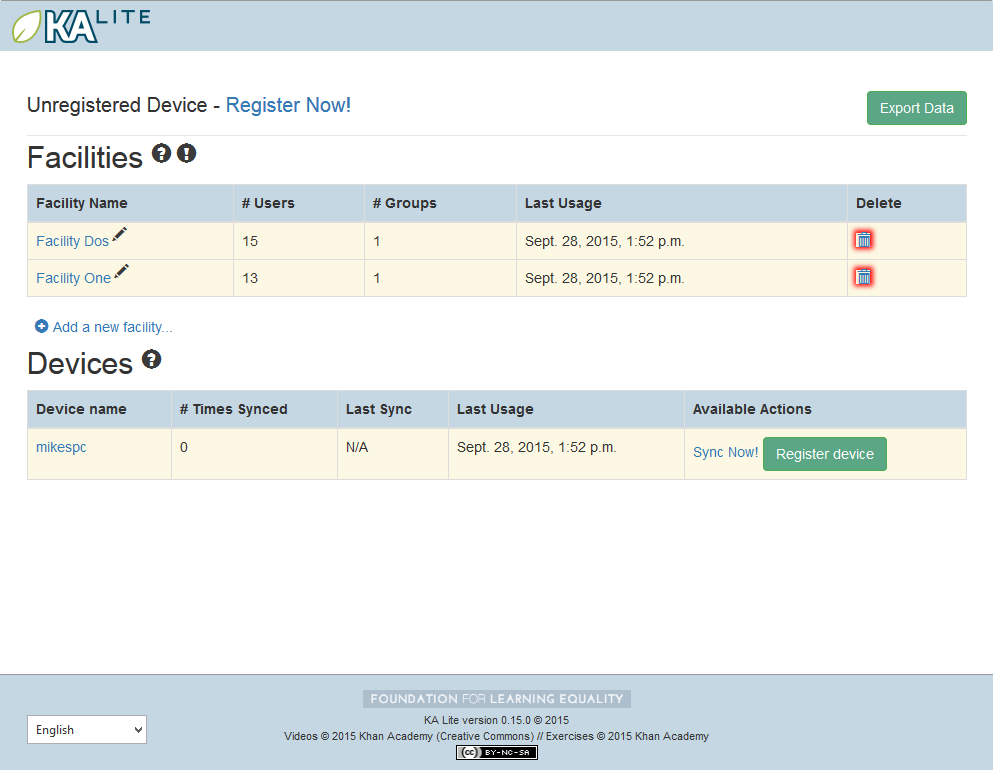 KA LITE
Unregistered Device - Register Now!
Export Data
Facilities ? !
Facility Name # Users # Groups Last Usage Delete
Facility Dos 15 1 Sept. 28, 2015, 1:52 p.m.
Facility One 13 1 Sept. 28, 2015, 1:52 p.m.
Add a new facility...
Devices ?
Device name # Times Synced Last Sync Last Usage Available Actions
mikespc 0 N/A Sept. 28, 2015, 1:52 p.m. Sync Now! Register device
FOUNDATION FOR LEARNING EQUALITY
KA Lite version 0.15.0 © 2015
English
Videos © 2015 Khan Academy (Creative Commons) // Exercises © 2015 Khan Academy
cc BY-NC-SA